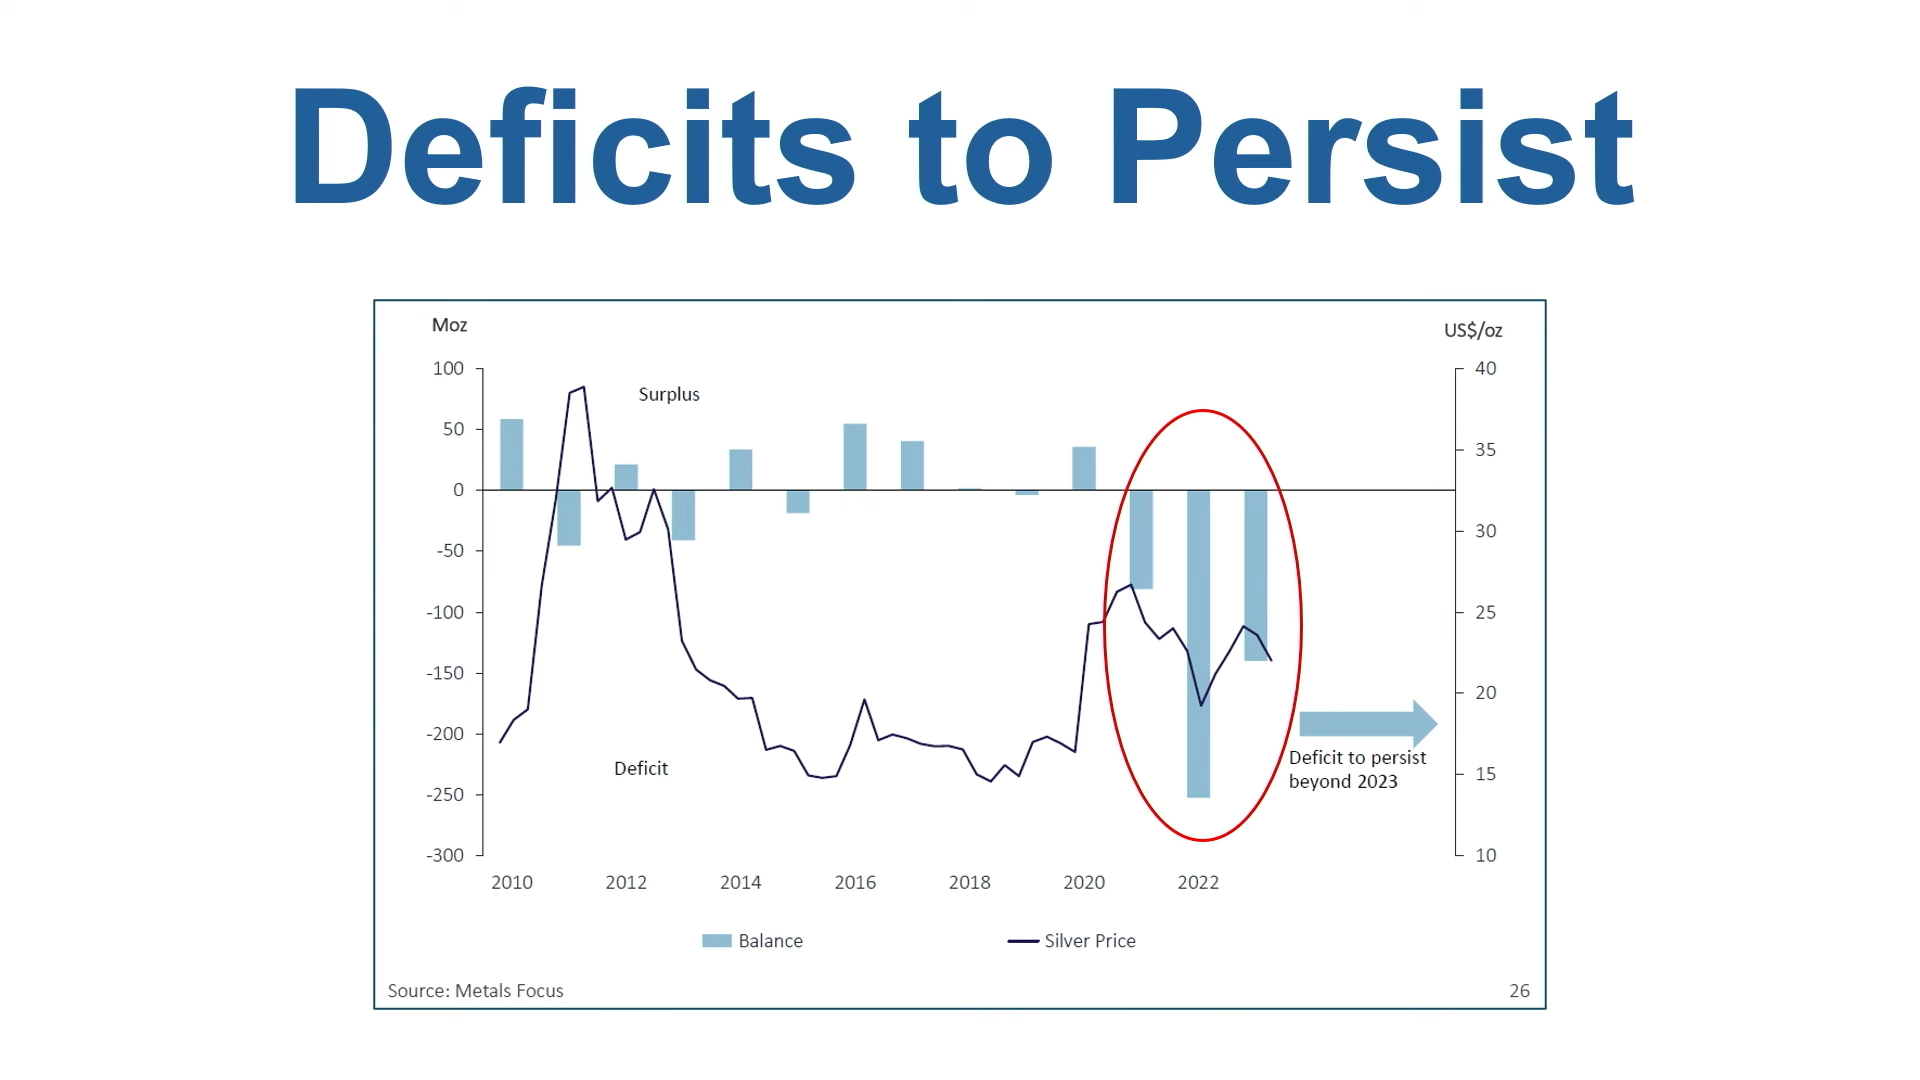 Deficits to Persist
Moz
US$/oz
100
40
Surplus
50
35
0
30
-50
-100
25
-150
20
-200
Deficit to persist
beyond 2023
Deficit
15
-250
-300
10
2010 2012 2014 2016 2018 2020 2022
Balance Silver Price
Source: Metals Focus
26